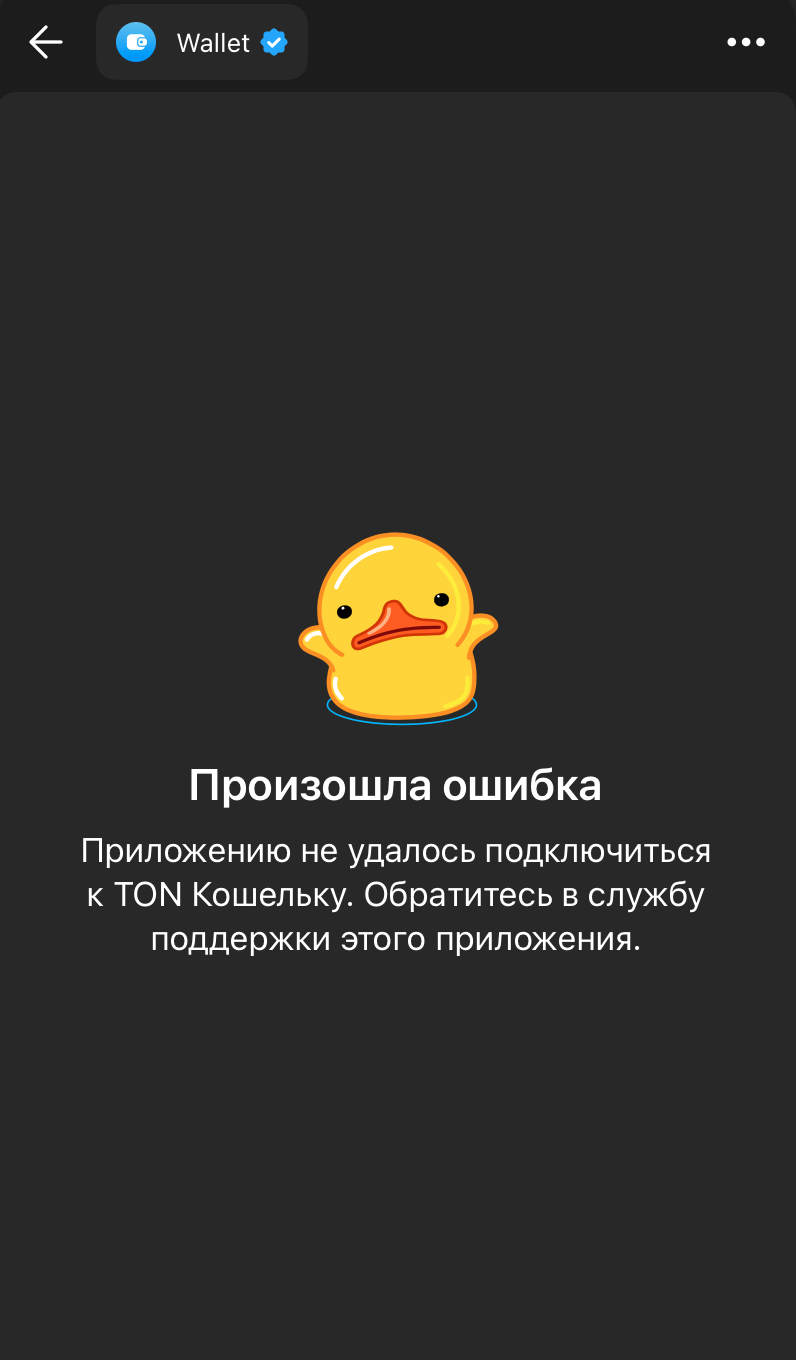 Wallet
Произошла ошибка
Приложению не удалось подключиться
к TON Кошельку. Обратитесь в службу
поддержки этого приложения.